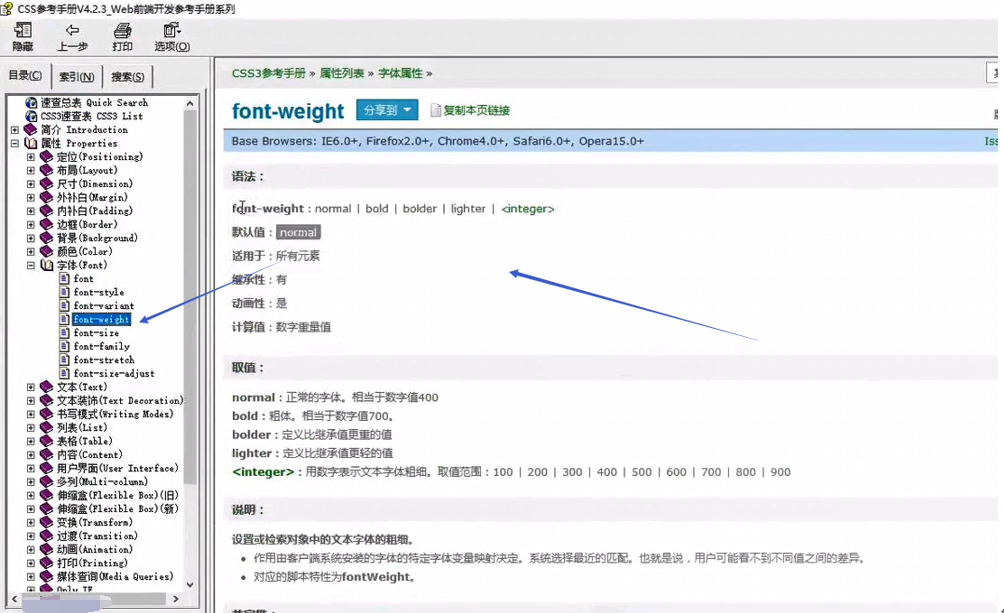 CSS参考手册V4.2.3_Web前端开发参考手册系列
隐藏 上一步 打印 选项(O)
目录(C) 索引(N) 搜索(S)
速查总表 Quick Search
CSS3速查表 CSS3 List
简介 Introduction
属性 Properties
定位(Positioning)
布局(Layout)
尺寸(Dimension)
外补白(Margin)
内补白(Padding)
边框(Border)
背景(Background)
颜色(Color)
字体(Font)
font
font-style
font-variant
font-weight
font-size
font-family
font-stretch
font-size-adjust
文本(Text)
文本装饰(Text Decoration)
书写模式(Writing Modes)
列表(List)
表格(Table)
内容(Content)
用户界面(User Interface)
多列(Multi-column)
伸缩盒(Flexible Box)(旧)
伸缩盒(Flexible Box)(新)
变换(Transform)
过渡(Transition)
动画(Animation)
打印(Printing)
媒体查询(Media Queries)
Only IE
CSS3参考手册 » 属性列表 » 字体属性 »
font-weight 分享到 复制本页链接
Base Browsers: IE6.0+, Firefox2.0+, Chrome4.0+, Safari6.0+, Opera15.0+ Iss
语法：
font-weight：normal | bold | bolder | lighter | <integer>
默认值：normal
适用于：所有元素
继承性：有
动画性：是
计算值：数字重量值
取值：
normal：正常的字体。相当于数字值400
bold：粗体。相当于数字值700。
bolder：定义比继承值更重的值
lighter：定义比继承值更轻的值
<integer>：用数字表示文本字体粗细。取值范围：100 | 200 | 300 | 400 | 500 | 600 | 700 | 800 | 900
说明：
设置或检索对象中的文本字体的粗细。
• 作用由客户端系统安装的字体的特定字体变量映射决定。系统选择最近的匹配。也就是说，用户可能看不到不同值之间的差异。
• 对应的脚本特性为fontWeight。